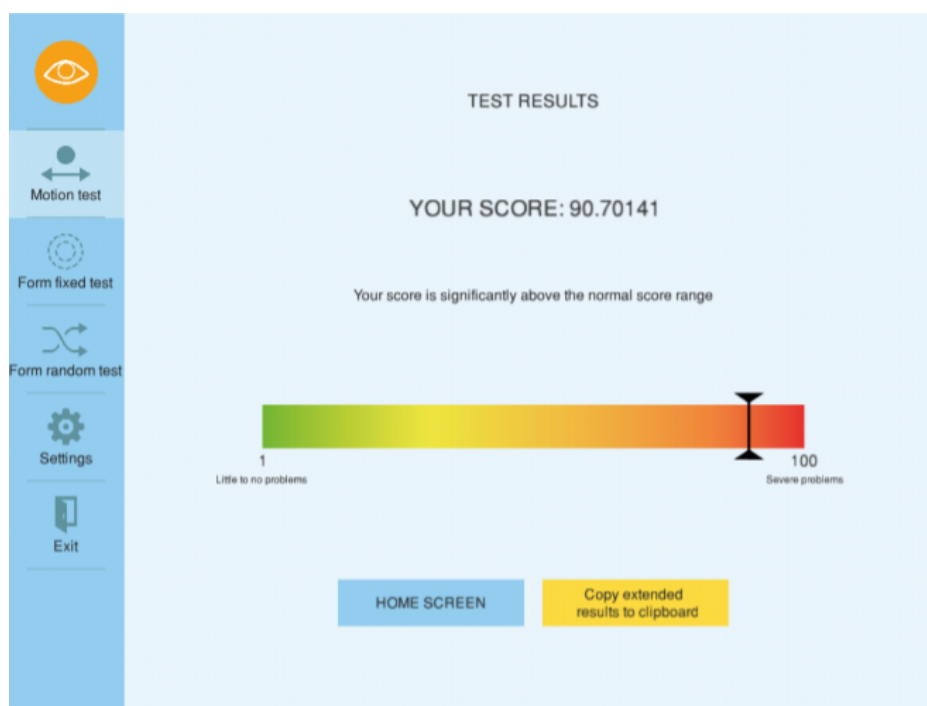 Motion test
Form fixed test
Form random test
Settings
Exit
TEST RESULTS
YOUR SCORE: 90.70141
Your score is significantly above the normal score range
1
Little to no problems
100
Severe problems
HOME SCREEN
Copy extended
results to clipboard